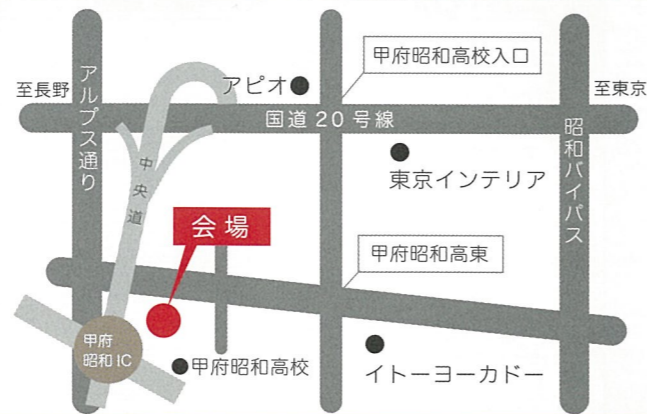 甲府昭和高校入口
アピオ
至長野
至東京
国道20号線
アルプス通り
昭和バイパス
中央道
東京インテリア
会場
甲府昭和高東
甲府
昭和IC
甲府昭和高校
イトーヨーカドー